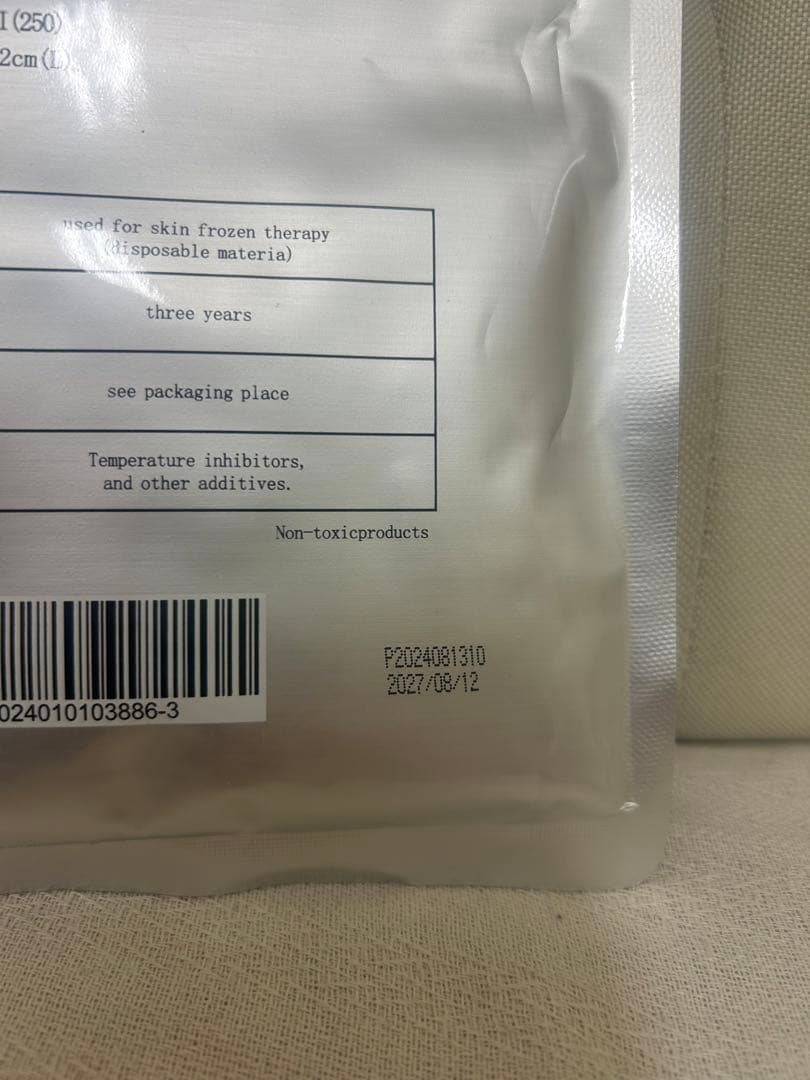 I(250)
2cm(L)
used for skin frozen therapy
(disposable materia)
three years
see packaging place
Temperature inhibitors,
and other additives.
Non-toxicproducts
024010103886-3
P2024081310
2027/08/12